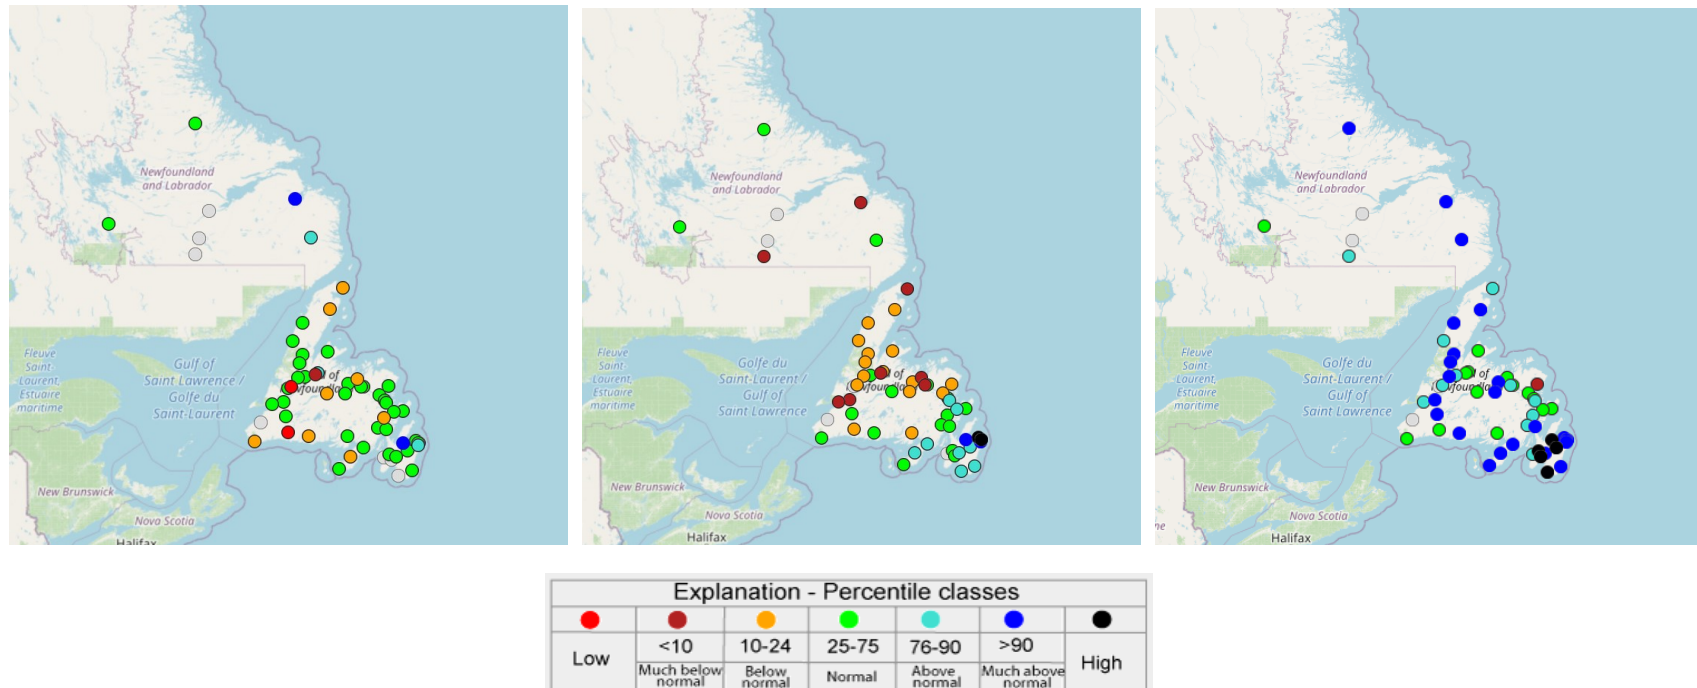 Newfoundland
and Labrador
Fleuve
Saint-
Laurent,
Estuaire
maritime
Gulf of
Saint Lawrence /
Golfe du
Saint-Laurent
New Brunswick
Nova Scotia
Halifax
Newfoundland
and Labrador
Fleuve
Saint-
Laurent,
Estuaire
maritime
Golfe du
Saint-Laurent /
Gulf of
Saint Lawrence
New Brunswick
Nova Scotia
Halifax
Newfoundland
and Labrador
Fleuve
Saint-
Laurent,
Estuaire
maritime
Golfe du
Saint-Laurent /
Gulf of
Saint Lawrence
New Brunswick
Nova Scotia
Halifax
Explanation - Percentile classes
Low <10 10-24 25-75 76-90 >90 High
Much below normal Below normal Normal Above normal Much above normal